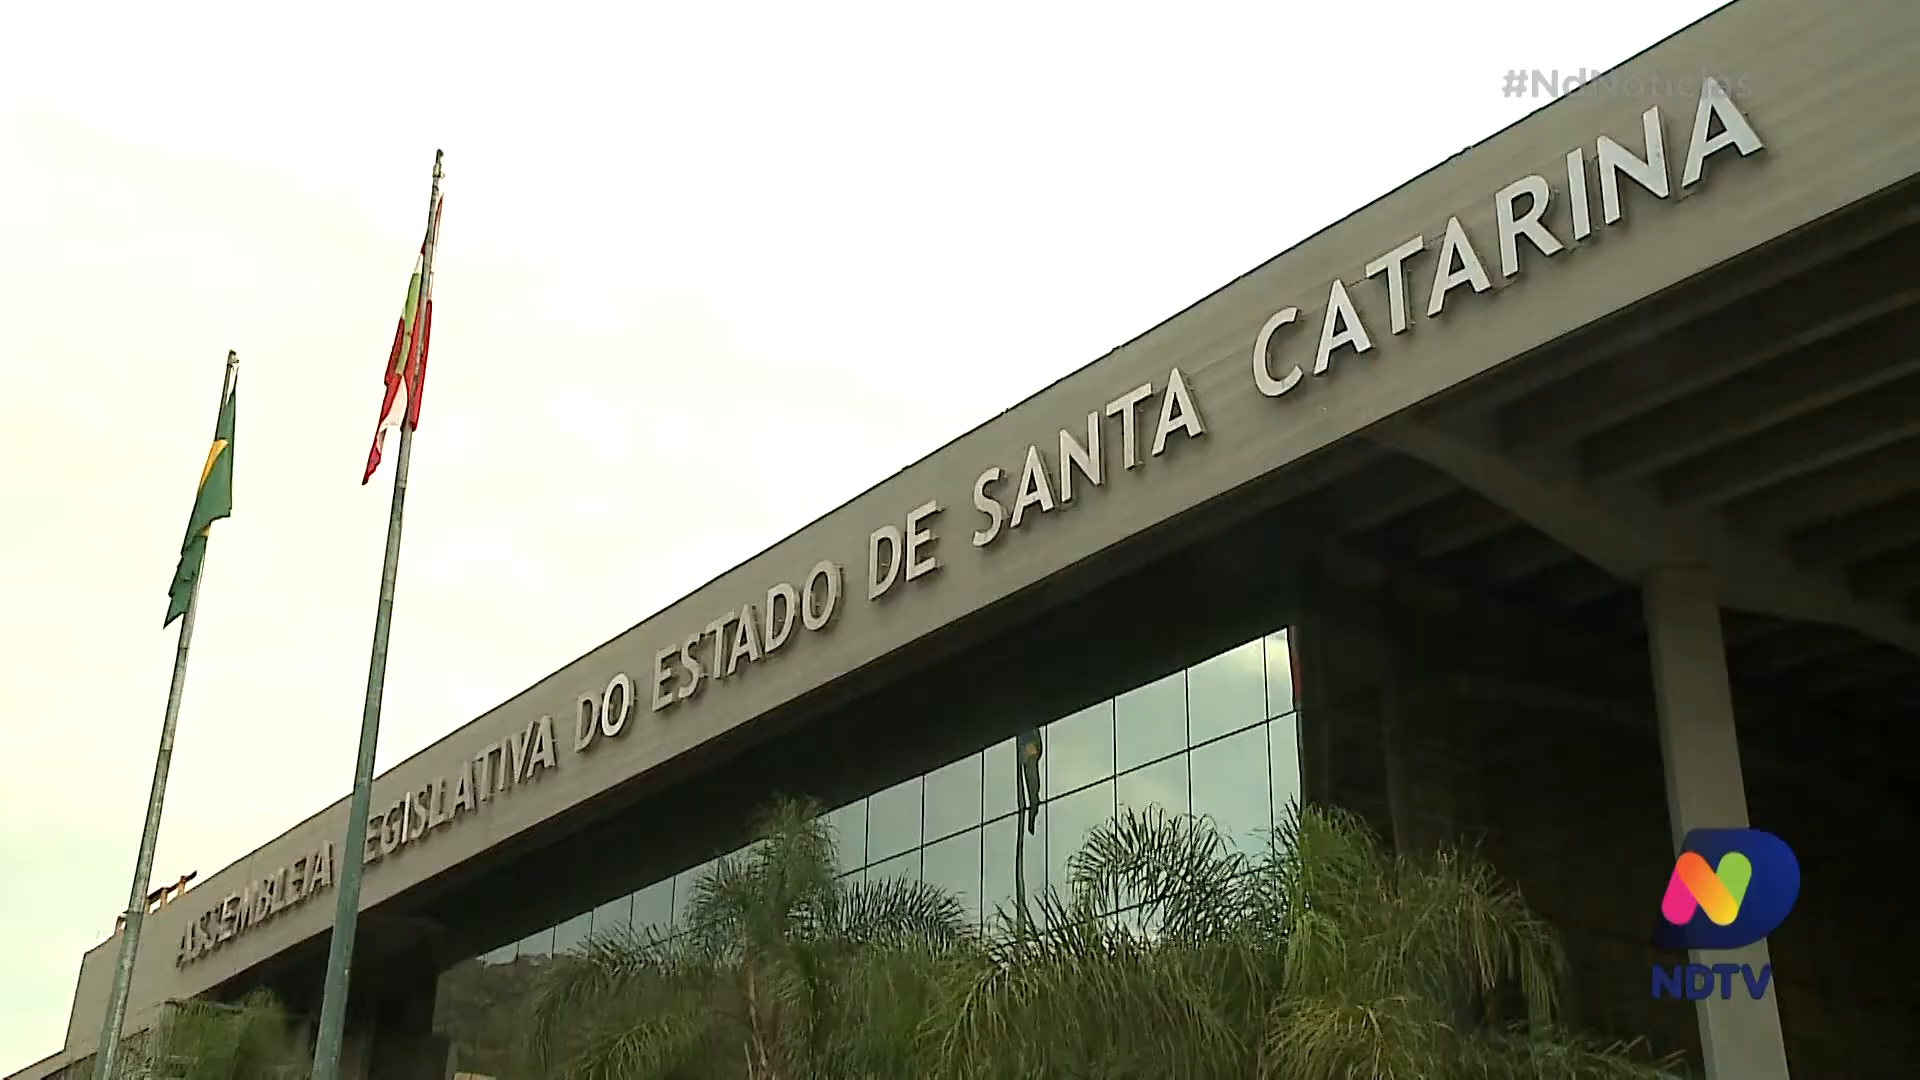 #NdNotícias
ASSEMBLEIA LEGISLATIVA DO ESTADO DE SANTA CATARINA
NDTV